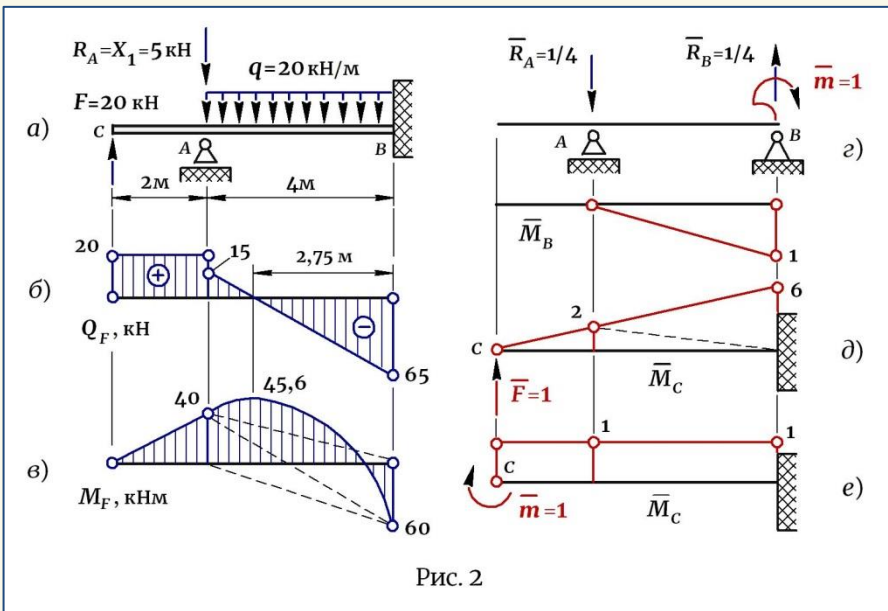 R_A=X_1=5 кН
q=20 кН/м
F=20 кН
C
A
B
а)
2м
4м
20
15
2,75 м
+
−
б)
Q_F, кН
65
40
45,6
в)
M_F, кНм
60
R̄_A=1/4
R̄_B=1/4
m̄=1
A
B
г)
M̄_B
1
6
2
C
д)
M̄_C
F̄=1
1
1
C
е)
m̄=1
M̄_C
Рис. 2